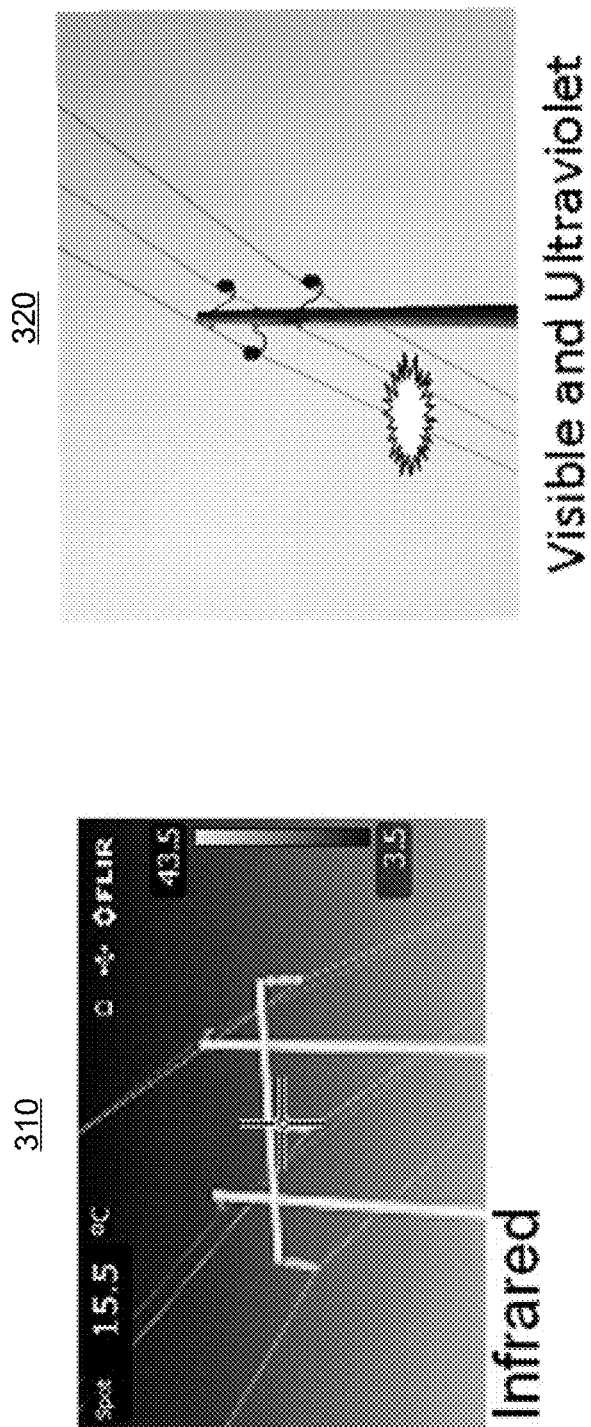 310
Spot 15.5 °C
FLIR
43.5
3.5
Infrared
320
Visible and Ultraviolet